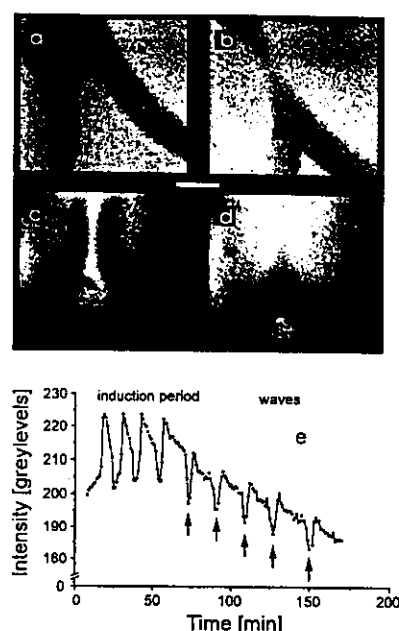 a
b
c
d
230
220
210
200
190
180
0
Intensity [greylevels]
induction period
waves
e
0
50
100
150
200
Time [min]